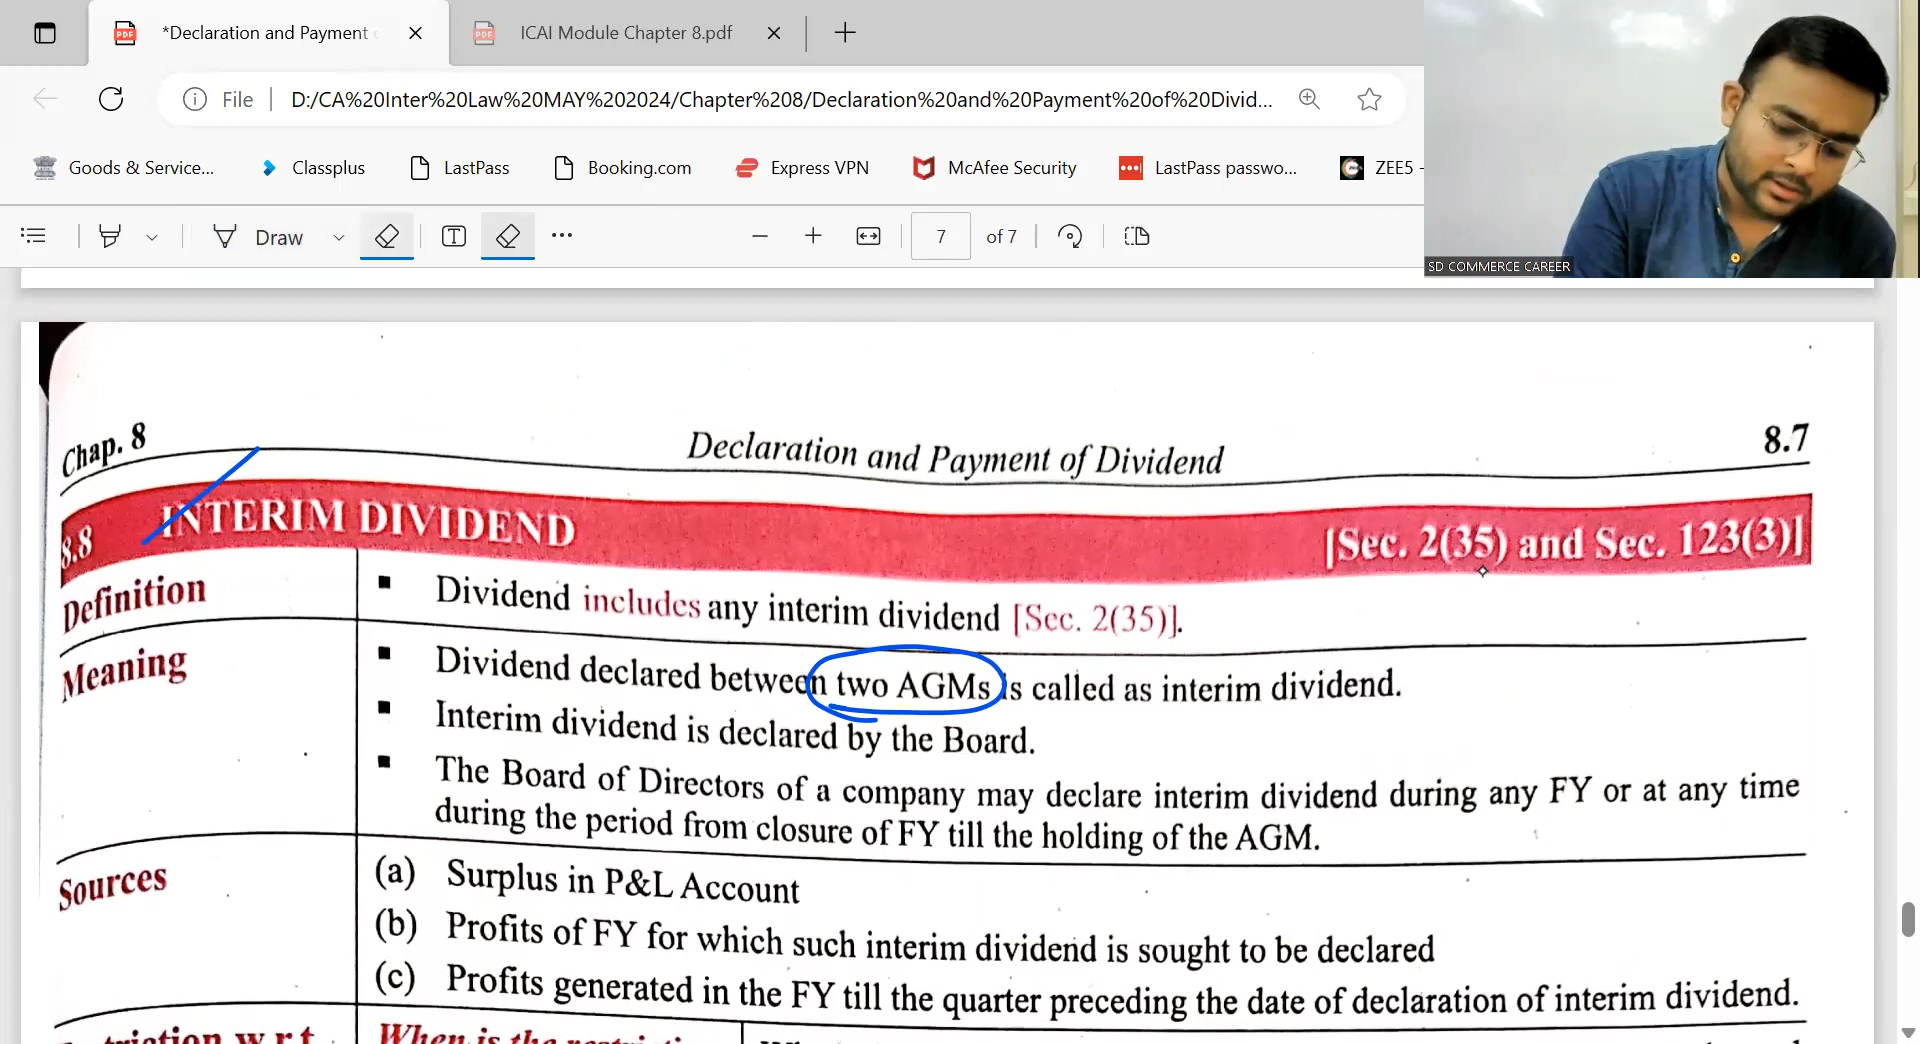 *Declaration and Payment
ICAI Module Chapter 8.pdf
File
D:/CA%20Inter%20Law%20MAY%202024/Chapter%208/Declaration%20and%20Payment%20of%20Divid...
Goods & Service...
Classplus
LastPass
Booking.com
Express VPN
McAfee Security
LastPass passwo...
ZEE5 -
Draw
7 of 7
SD COMMERCE CAREER
Chap. 8
Declaration and Payment of Dividend
8.7
8.8 INTERIM DIVIDEND [Sec. 2(35) and Sec. 123(3)]
Definition
▪ Dividend includes any interim dividend [Sec. 2(35)].
Meaning
▪ Dividend declared between two AGMs is called as interim dividend.
▪ Interim dividend is declared by the Board.
▪ The Board of Directors of a company may declare interim dividend during any FY or at any time
during the period from closure of FY till the holding of the AGM.
Sources
(a) Surplus in P&L Account
(b) Profits of FY for which such interim dividend is sought to be declared
(c) Profits generated in the FY till the quarter preceding the date of declaration of interim dividend.
w.r.t.
When is the